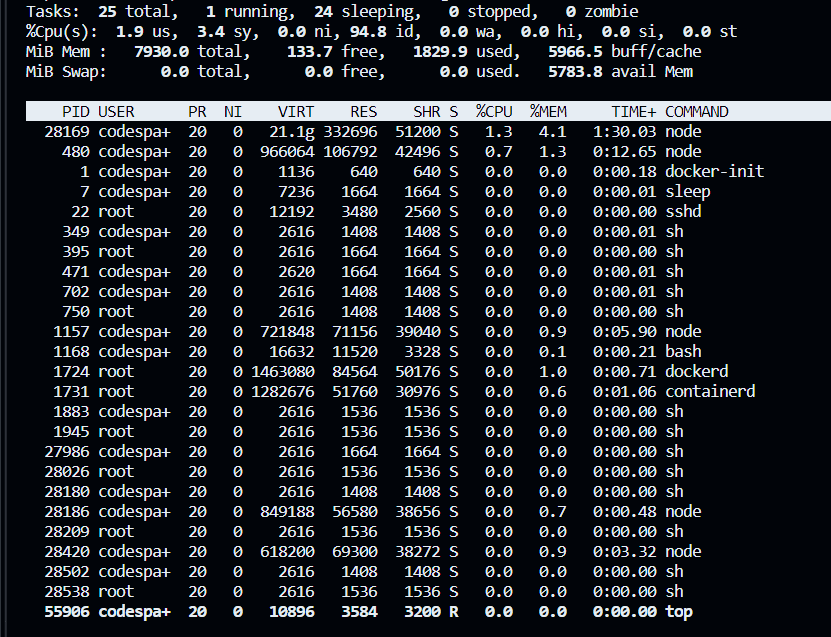 Tasks:  25 total,   1 running,  24 sleeping,   0 stopped,   0 zombie
%Cpu(s):  1.9 us,  3.4 sy,  0.0 ni, 94.8 id,  0.0 wa,  0.0 hi,  0.0 si,  0.0 st
MiB Mem :   7930.0 total,    133.7 free,   1829.9 used,   5966.5 buff/cache
MiB Swap:      0.0 total,      0.0 free,      0.0 used.   5783.8 avail Mem
PID USER      PR  NI    VIRT    RES    SHR S  %CPU  %MEM     TIME+ COMMAND
28169 codespa+  20   0   21.1g 332696  51200 S   1.3   4.1   1:30.03 node
480 codespa+  20   0  966064 106792  42496 S   0.7   1.3   0:12.65 node
1 codespa+  20   0    1136    640    640 S   0.0   0.0   0:00.18 docker-init
7 codespa+  20   0    7236   1664   1664 S   0.0   0.0   0:00.01 sleep
22 root      20   0   12192   3480   2560 S   0.0   0.0   0:00.00 sshd
349 codespa+  20   0    2616   1408   1408 S   0.0   0.0   0:00.01 sh
395 root      20   0    2616   1664   1664 S   0.0   0.0   0:00.00 sh
471 codespa+  20   0    2620   1664   1664 S   0.0   0.0   0:00.01 sh
702 codespa+  20   0    2616   1408   1408 S   0.0   0.0   0:00.01 sh
750 root      20   0    2616   1408   1408 S   0.0   0.0   0:00.00 sh
1157 codespa+  20   0  721848  71156  39040 S   0.0   0.9   0:05.90 node
1168 codespa+  20   0   16632  11520   3328 S   0.0   0.1   0:00.21 bash
1724 root      20   0 1463080  84564  50176 S   0.0   1.0   0:00.71 dockerd
1731 root      20   0 1282676  51760  30976 S   0.0   0.6   0:01.06 containerd
1883 codespa+  20   0    2616   1536   1536 S   0.0   0.0   0:00.00 sh
1945 root      20   0    2616   1536   1536 S   0.0   0.0   0:00.00 sh
27986 codespa+  20   0    2616   1664   1664 S   0.0   0.0   0:00.00 sh
28026 root      20   0    2616   1536   1536 S   0.0   0.0   0:00.00 sh
28180 codespa+  20   0    2616   1408   1408 S   0.0   0.0   0:00.00 sh
28186 codespa+  20   0  849188  56580  38656 S   0.0   0.7   0:00.48 node
28209 root      20   0    2616   1536   1536 S   0.0   0.0   0:00.00 sh
28420 codespa+  20   0  618200  69300  38272 S   0.0   0.9   0:03.32 node
28502 codespa+  20   0    2616   1408   1408 S   0.0   0.0   0:00.00 sh
28538 root      20   0    2616   1536   1536 S   0.0   0.0   0:00.00 sh
55906 codespa+  20   0   10896   3584   3200 R   0.0   0.0   0:00.00 top